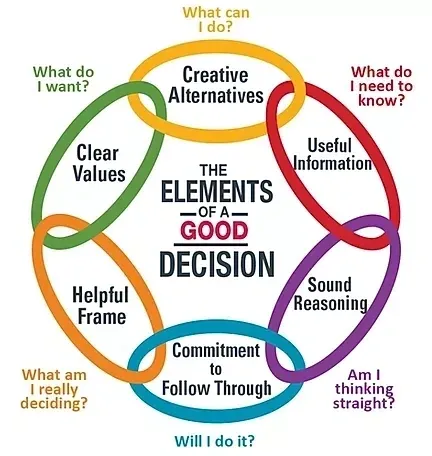 What can
I do?
Creative
Alternatives
What do
I want?
What do
I need to
know?
Clear
Values
Useful
Information
THE
ELEMENTS
OF A
GOOD
DECISION
Helpful
Frame
Sound
Reasoning
Commitment
to
Follow Through
What am
I really
deciding?
Am I
thinking
straight?
Will I do it?